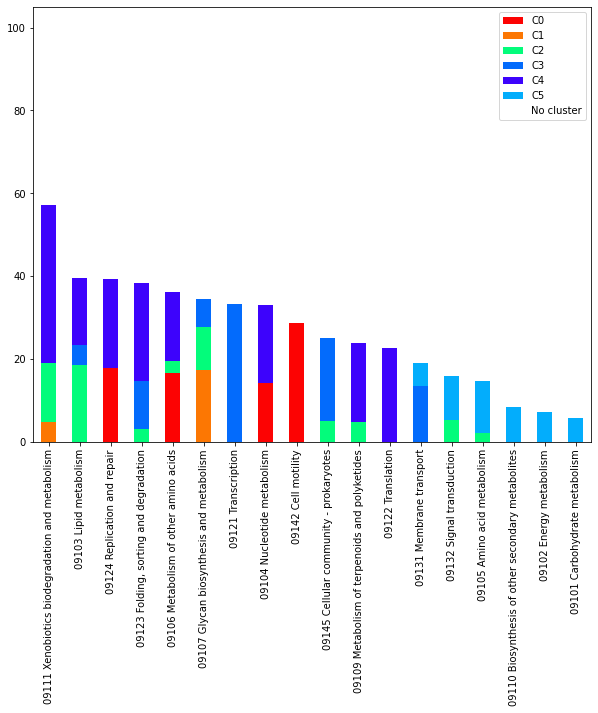 100
80
60
40
20
0
C0
C1
C2
C3
C4
C5
No cluster
09111 Xenobiotics biodegradation and metabolism
09103 Lipid metabolism
09124 Replication and repair
09123 Folding, sorting and degradation
09106 Metabolism of other amino acids
09107 Glycan biosynthesis and metabolism
09121 Transcription
09104 Nucleotide metabolism
09142 Cell motility
09145 Cellular community - prokaryotes
09109 Metabolism of terpenoids and polyketides
09122 Translation
09131 Membrane transport
09132 Signal transduction
09105 Amino acid metabolism
09110 Biosynthesis of other secondary metabolites
09102 Energy metabolism
09101 Carbohydrate metabolism